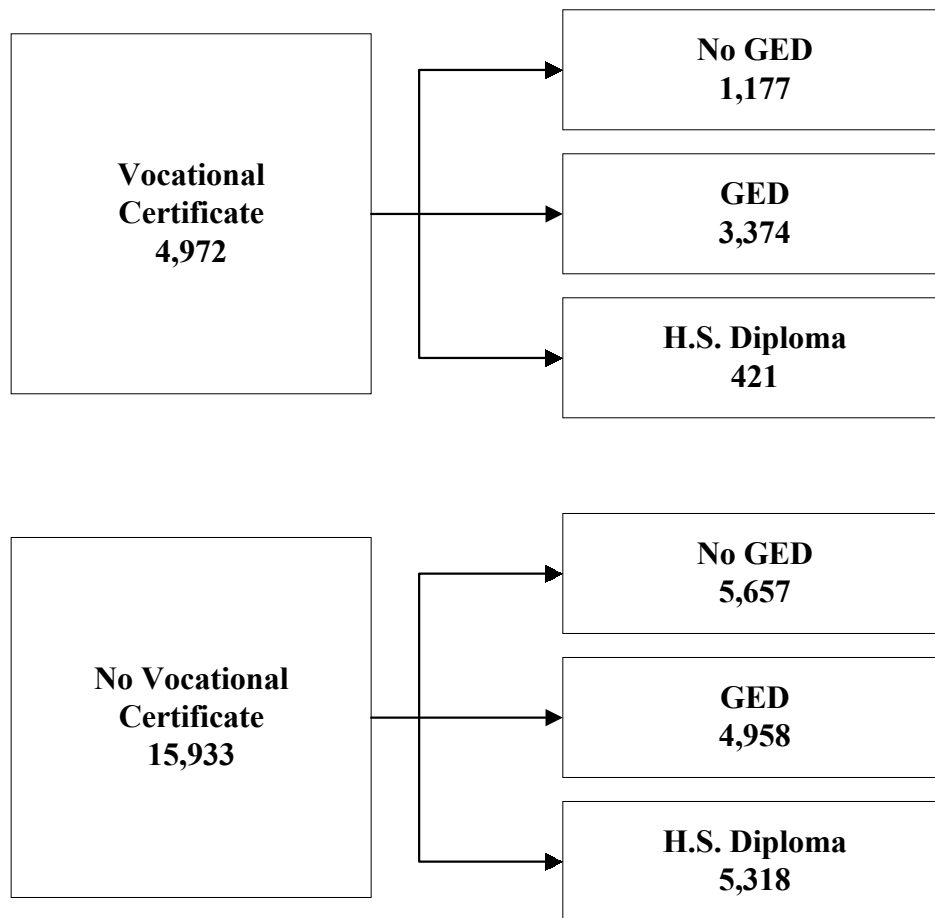 Vocational
Certificate
4,972
No GED
1,177
GED
3,374
H.S. Diploma
421
No Vocational
Certificate
15,933
No GED
5,657
GED
4,958
H.S. Diploma
5,318